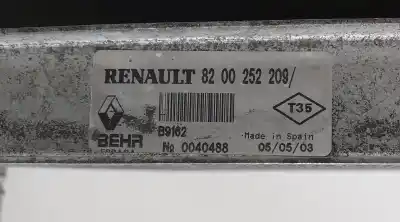 RENAULT 82 00 252 209/
T35
B9162
BEHR
Made in Spain
№ 0040488
05/05/03